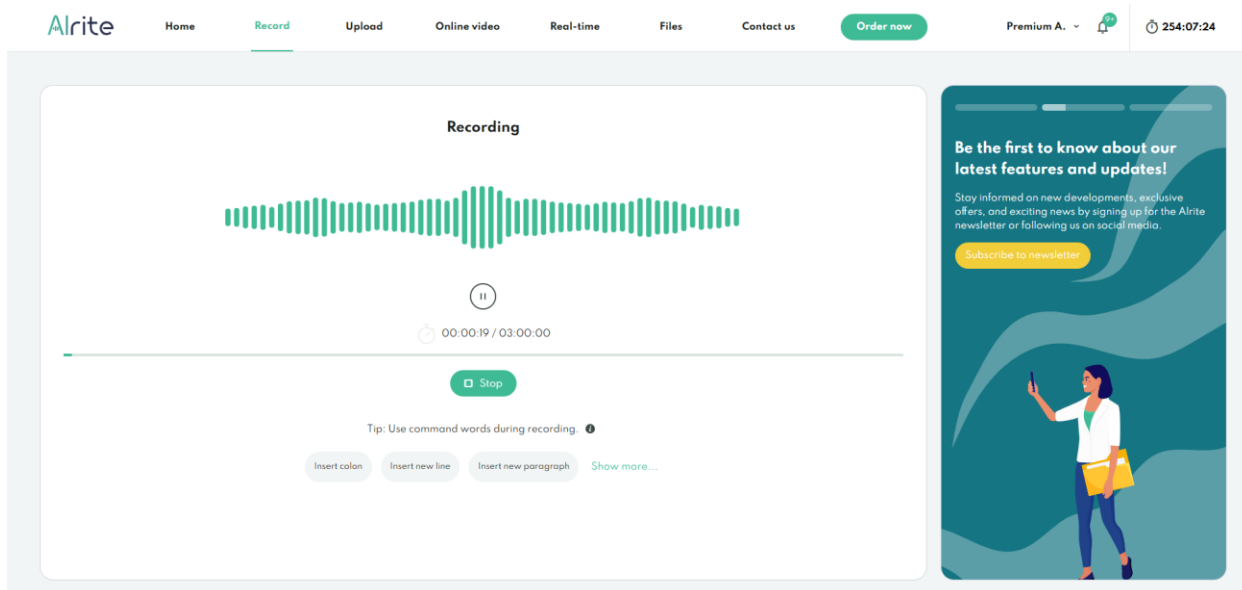 Alrite
Home Record Upload Online video Real-time Files Contact us Order now Premium A. 9+ 254:07:24
Recording
00:00:19 / 03:00:00
Stop
Tip: Use command words during recording. i
Insert colon Insert new line Insert new paragraph Show more...
Be the first to know about our
latest features and updates!
Stay informed on new developments, exclusive
offers, and exciting news by signing up for the Alrite
newsletter or following us on social media.
Subscribe to newsletter